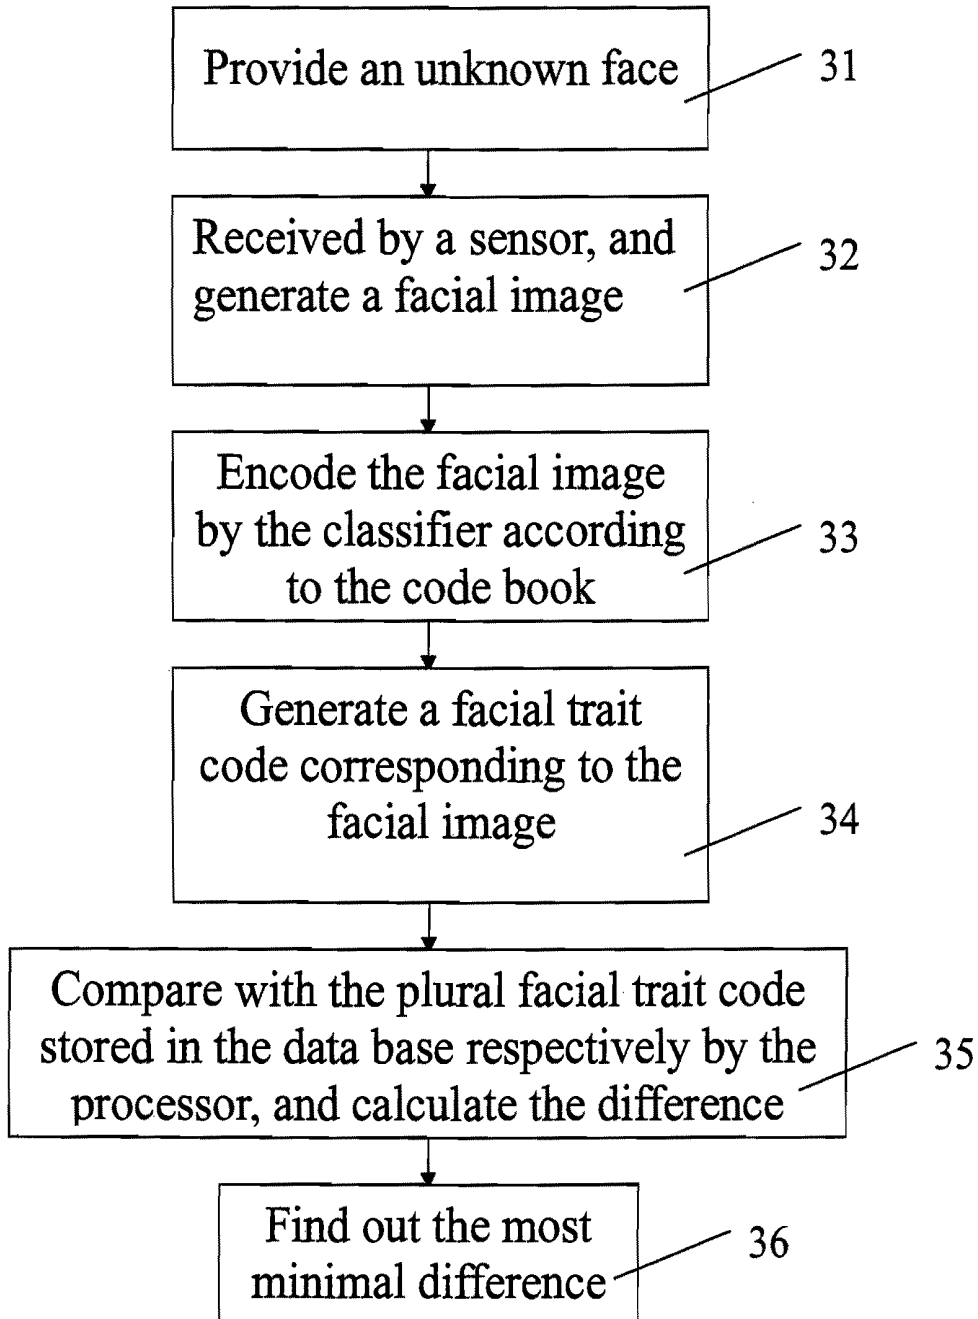 Provide an unknown face
31
Received by a sensor, and
generate a facial image
32
Encode the facial image
by the classifier according
to the code book
33
Generate a facial trait
code corresponding to the
facial image
34
Compare with the plural facial trait code
stored in the data base respectively by the
processor, and calculate the difference
35
Find out the most
minimal difference
36